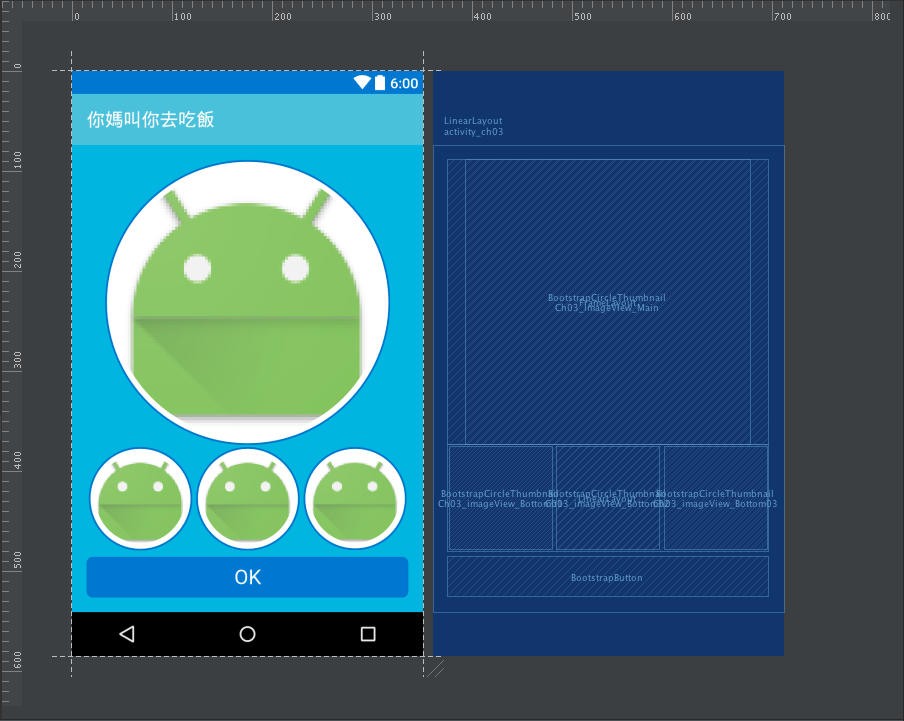 0 100 200 300 400 500 600 700 800
0
100
200
300
400
500
600
6:00
你媽叫你去吃飯
OK
LinearLayout
activity_ch03
BootstrapCircleThumbnail
FrameLayout
Ch03_imageView_Main
BootstrapCircleThumbnail BootstrapCircleThumbnail BootstrapCircleThumbnail
LinearLayout
Ch03_imageView_Bottom01 Ch03_imageView_Bottom02 Ch03_imageView_Bottom03
BootstrapButton